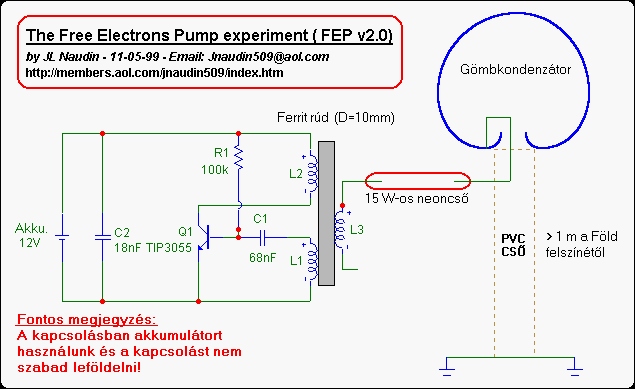 The Free Electrons Pump experiment ( FEP v2.0)
by JL Naudin - 11-05-99 - Email: Jnaudin509@aol.com
http://members.aol.com/jnaudin509/index.htm
Gömbkondenzátor
Ferrit rúd (D=10mm)
R1
100k
L2
15 W-os neoncső
Akku.
12V
C2
18nF
Q1
TIP3055
C1
68nF
L1
L3
PVC
CSŐ
> 1 m a Föld
felszínétől
Fontos megjegyzés:
A kapcsolásban akkumulátort
használunk és a kapcsolást nem
szabad leföldelni!